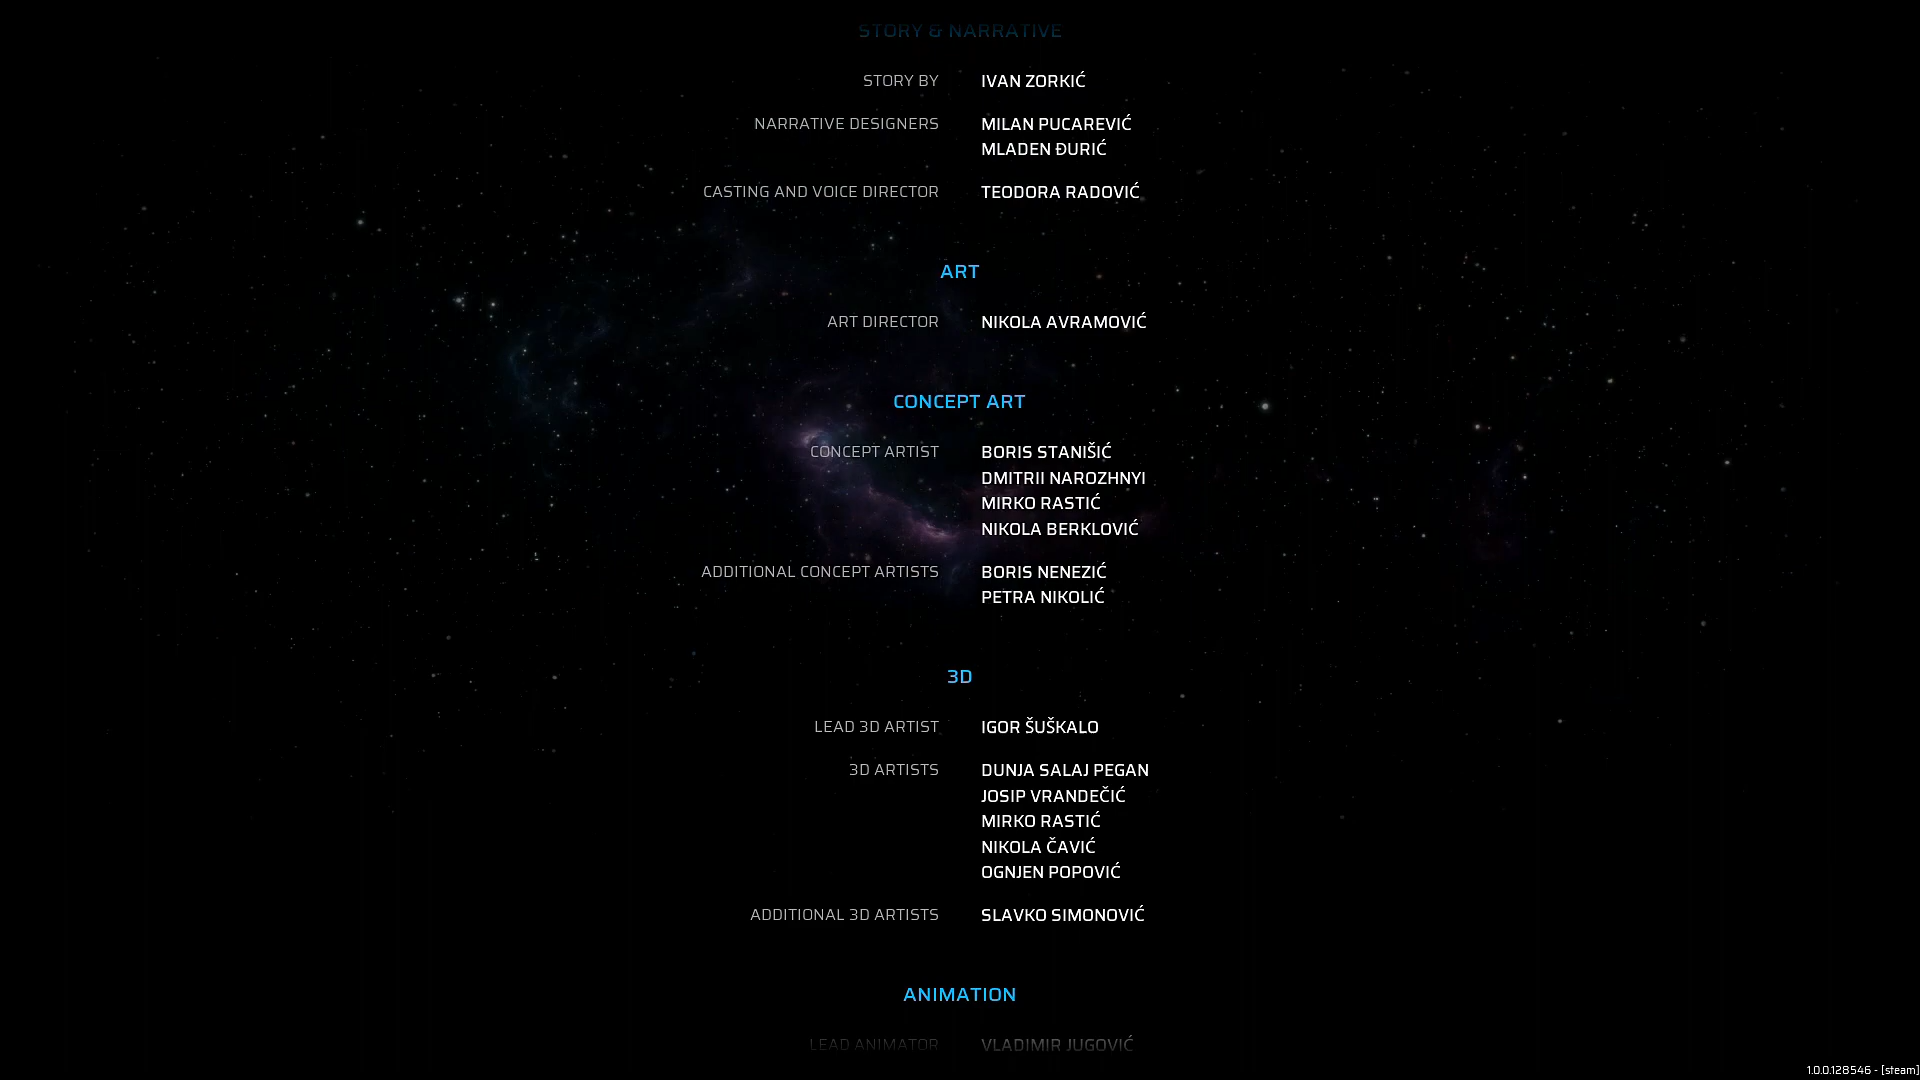 STORY & NARRATIVE
STORY BY IVAN ZORKIĆ
NARRATIVE DESIGNERS MILAN PUCAREVIĆ
MLADEN ĐURIĆ
CASTING AND VOICE DIRECTOR TEODORA RADOVIĆ
ART
ART DIRECTOR NIKOLA AVRAMOVIĆ
CONCEPT ART
CONCEPT ARTIST BORIS STANIŠIĆ
DMITRII NAROZHNYI
MIRKO RASTIĆ
NIKOLA BERKLOVIĆ
ADDITIONAL CONCEPT ARTISTS BORIS NENEZIĆ
PETRA NIKOLIĆ
3D
LEAD 3D ARTIST IGOR ŠUŠKALO
3D ARTISTS DUNJA SALAJ PEGAN
JOSIP VRANDEČIĆ
MIRKO RASTIĆ
NIKOLA ČAVIĆ
OGNJEN POPOVIĆ
ADDITIONAL 3D ARTISTS SLAVKO SIMONOVIĆ
ANIMATION
LEAD ANIMATOR VLADIMIR JUGOVIĆ
1.0.0.128546 - [steam]